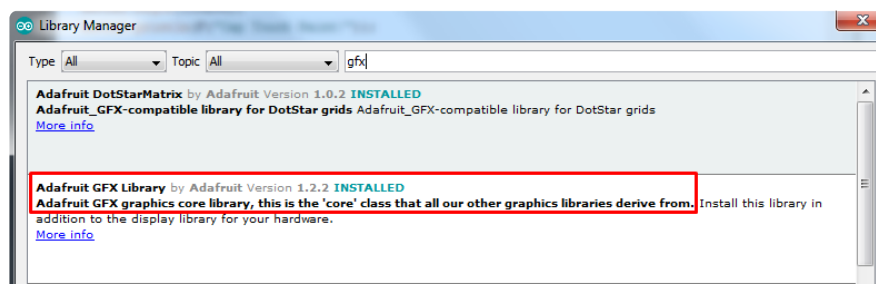 Library Manager
Type All Topic All gfx
Adafruit DotStarMatrix by Adafruit Version 1.0.2 INSTALLED
Adafruit_GFX-compatible library for DotStar grids Adafruit_GFX-compatible library for DotStar grids
More info
Adafruit GFX Library by Adafruit Version 1.2.2 INSTALLED
Adafruit GFX graphics core library, this is the 'core' class that all our other graphics libraries derive from. Install this library in
addition to the display library for your hardware.
More info